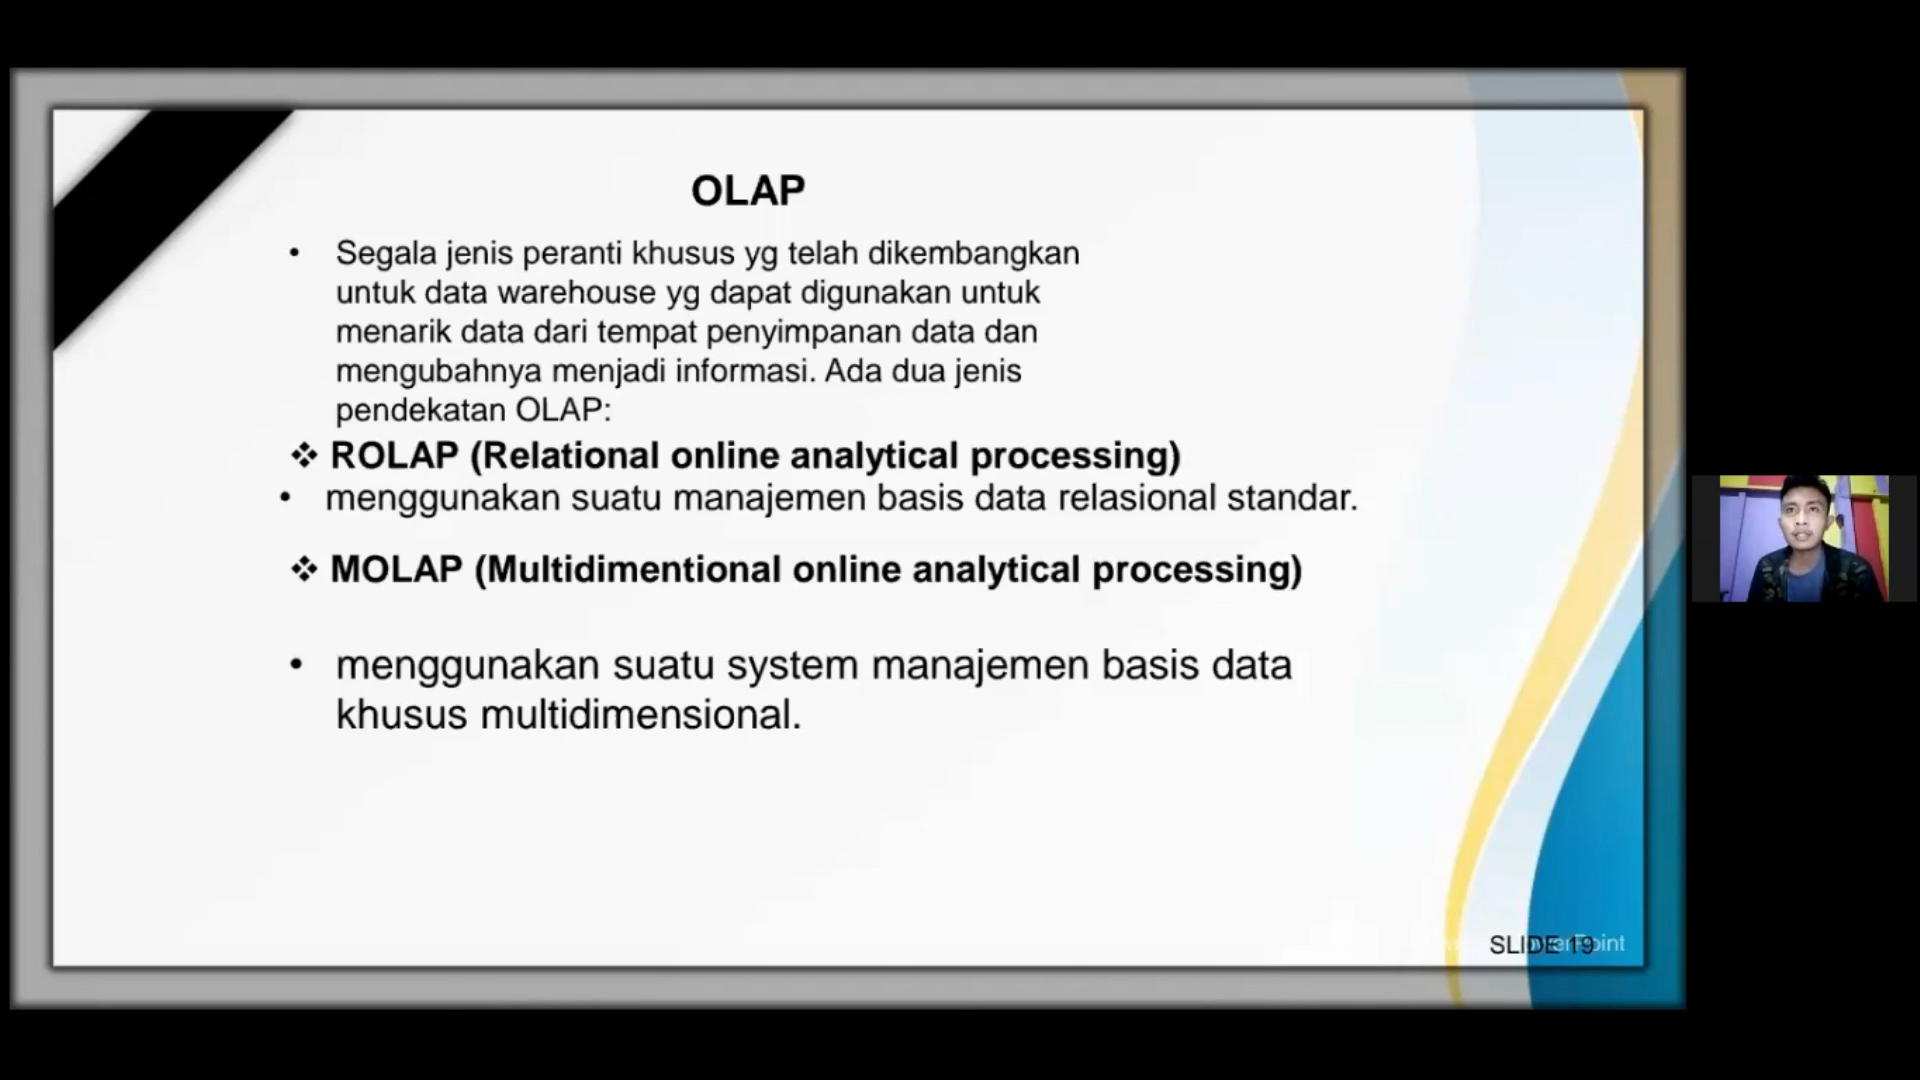 OLAP
• Segala jenis peranti khusus yg telah dikembangkan
untuk data warehouse yg dapat digunakan untuk
menarik data dari tempat penyimpanan data dan
mengubahnya menjadi informasi. Ada dua jenis
pendekatan OLAP:
❖ ROLAP (Relational online analytical processing)
• menggunakan suatu manajemen basis data relasional standar.
❖ MOLAP (Multidimentional online analytical processing)
• menggunakan suatu system manajemen basis data
khusus multidimensional.
SLIDE 19